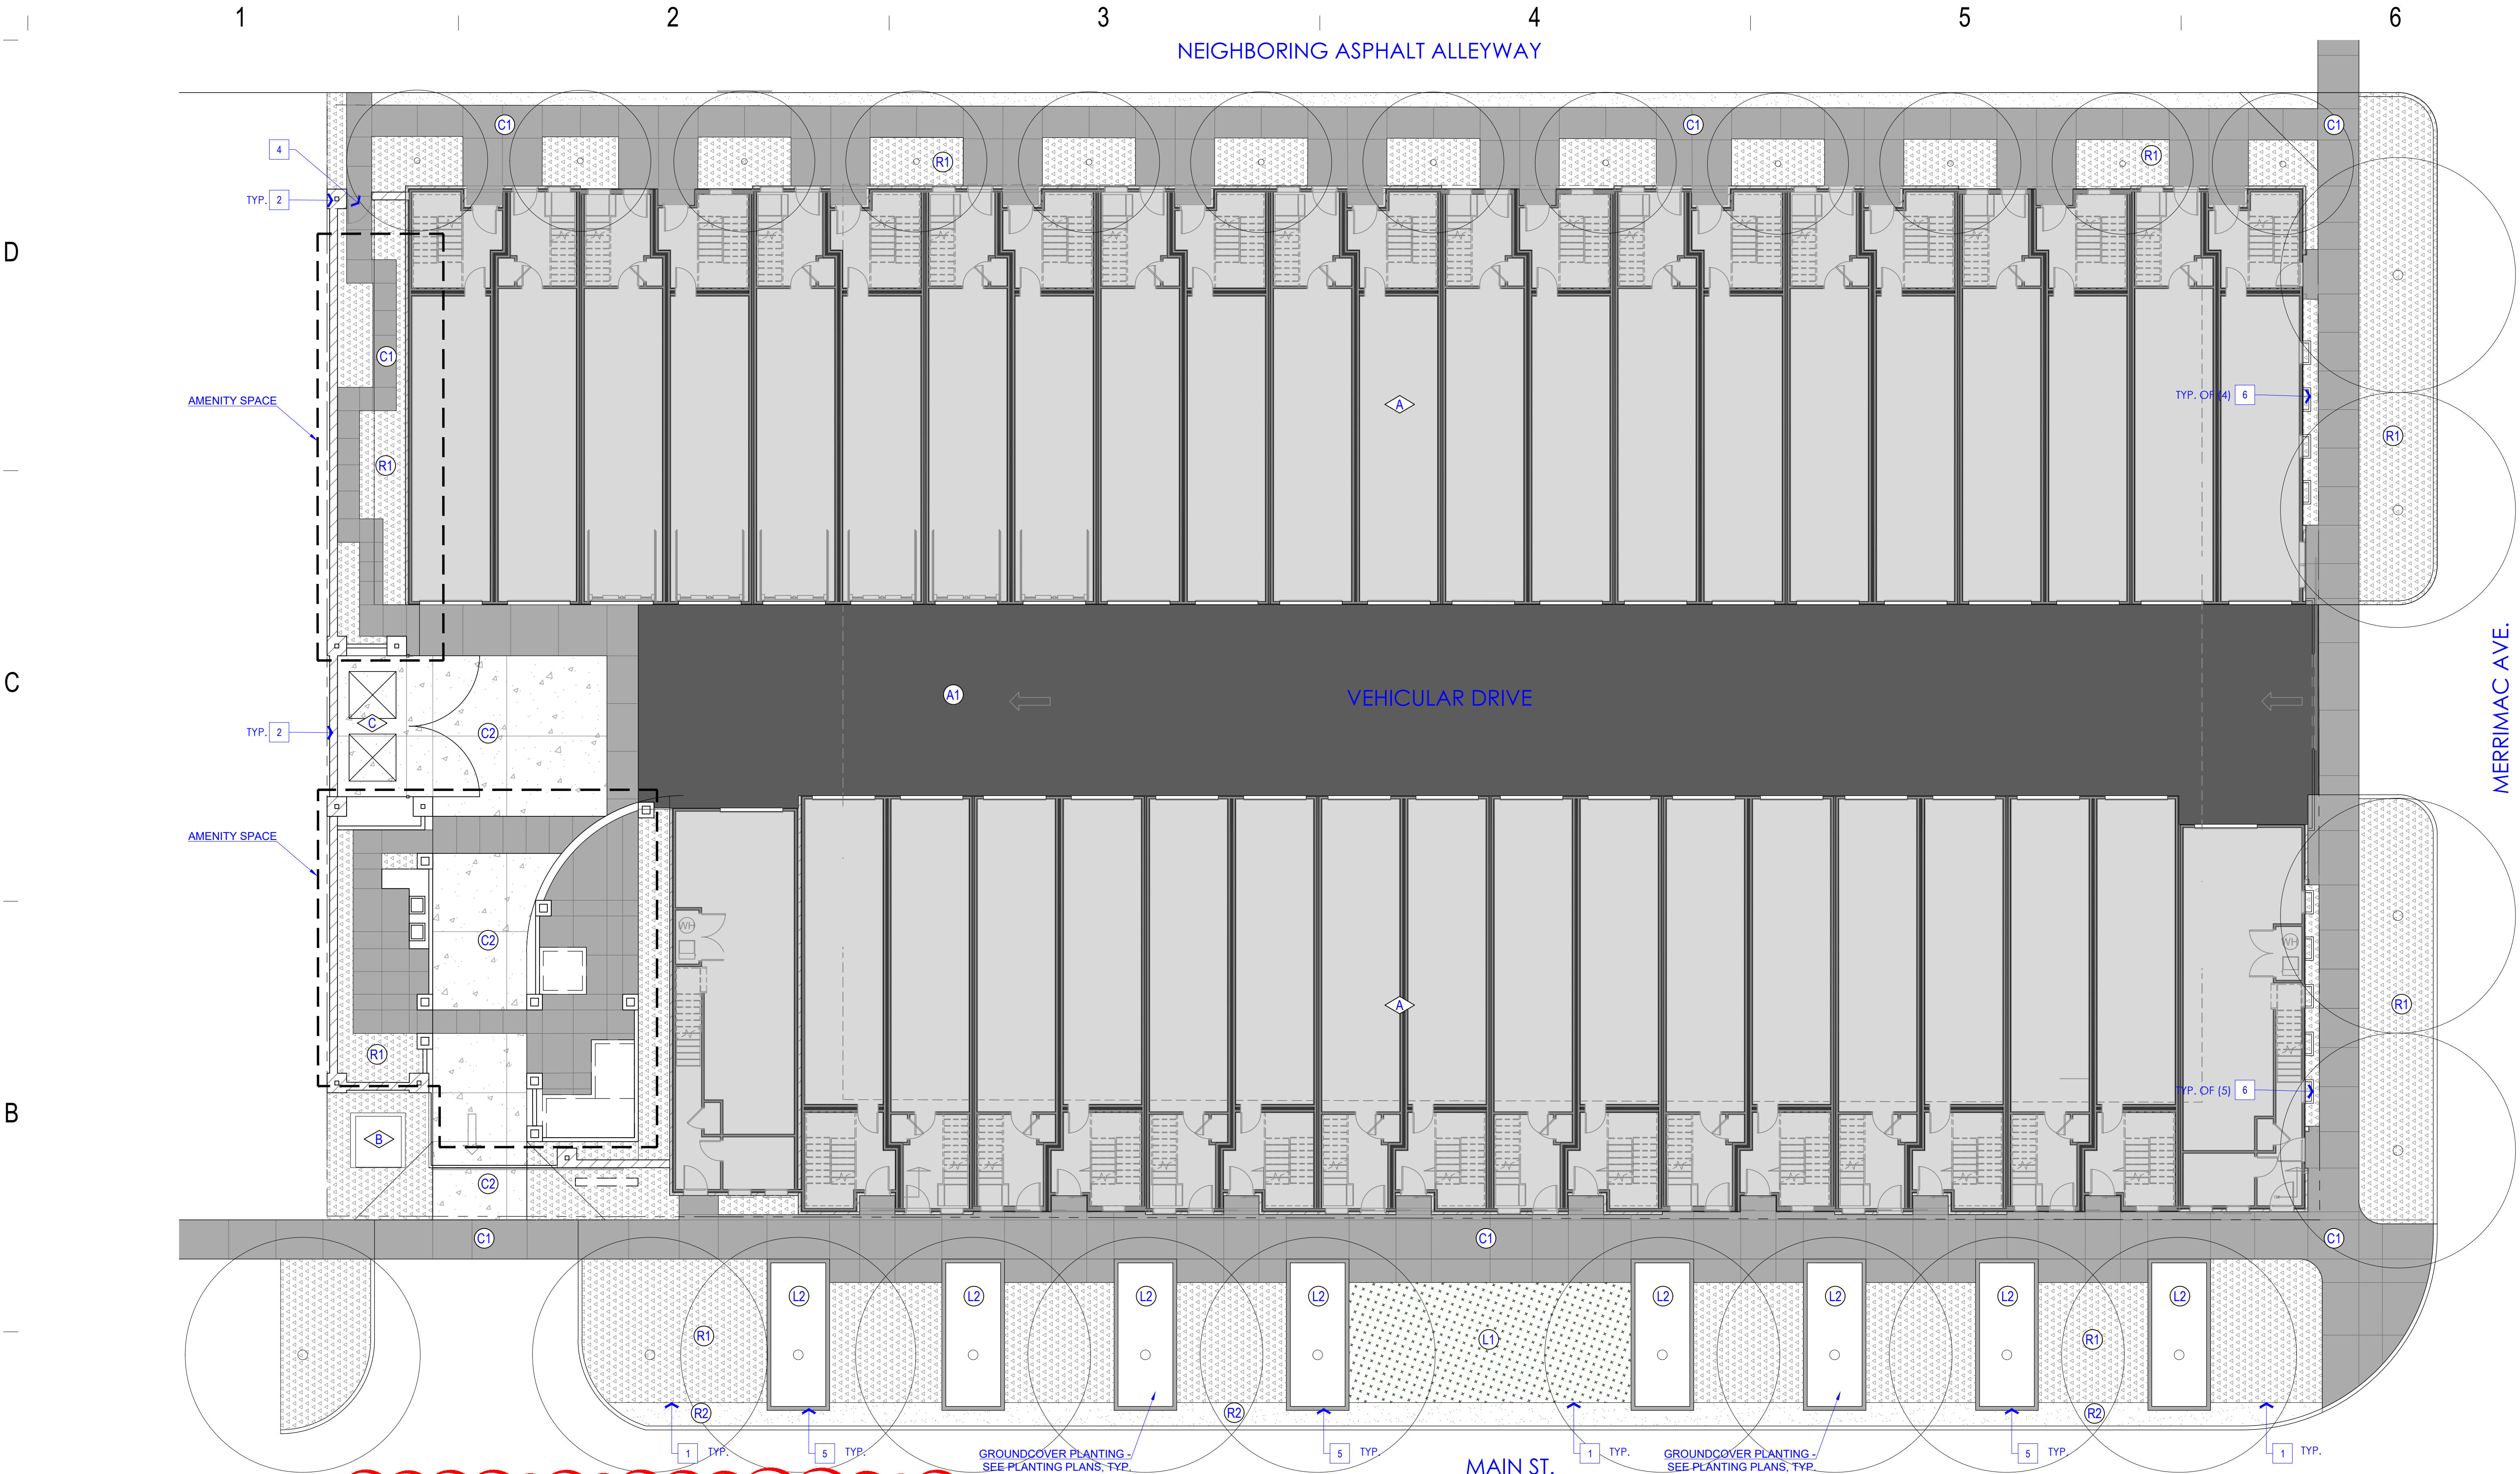 1 2 3 4 5 6
NEIGHBORING ASPHALT ALLEYWAY
C1 C1 C1
4
R1 R1
TYP. 2
D
C1
AMENITY SPACE
A
TYP. OF (4) 6
R1
R1
C
A1
VEHICULAR DRIVE
MERRIMAC AVE.
C
TYP. 2
C2
AMENITY SPACE
WH
C2
WH
A
R1
R1
TYP. OF (5) 6
B
B
C2
C1 C1 C1
L2 L2 L2 L2 L2 L2 L2 L2
R1 L1 R1
R2 R2 R2
1 TYP. 5 TYP. 5 TYP. 1 TYP. 5 TYP. 1 TYP.
GROUNDCOVER PLANTING -
SEE PLANTING PLANS, TYP.
GROUNDCOVER PLANTING -
SEE PLANTING PLANS, TYP.
MAIN ST.